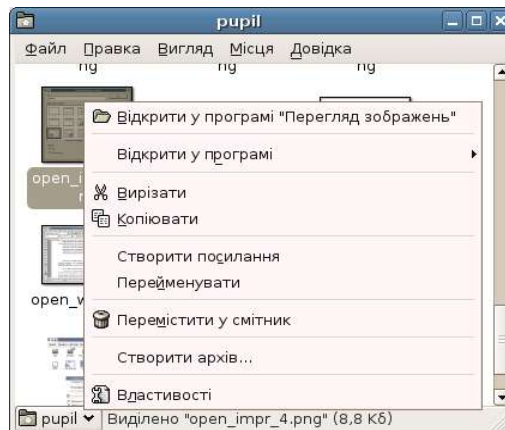 pupil
Файл Правка Вигляд Місця Довідка
ng ng ng
Відкрити у програмі "Перегляд зображень"
Відкрити у програмі
open_i
Вирізати
Копіювати
Створити посилання
Перейменувати
open_w
Перемістити у смітник
Створити архів...
Властивості
pupil Виділено "open_impr_4.png" (8,8 Кб)